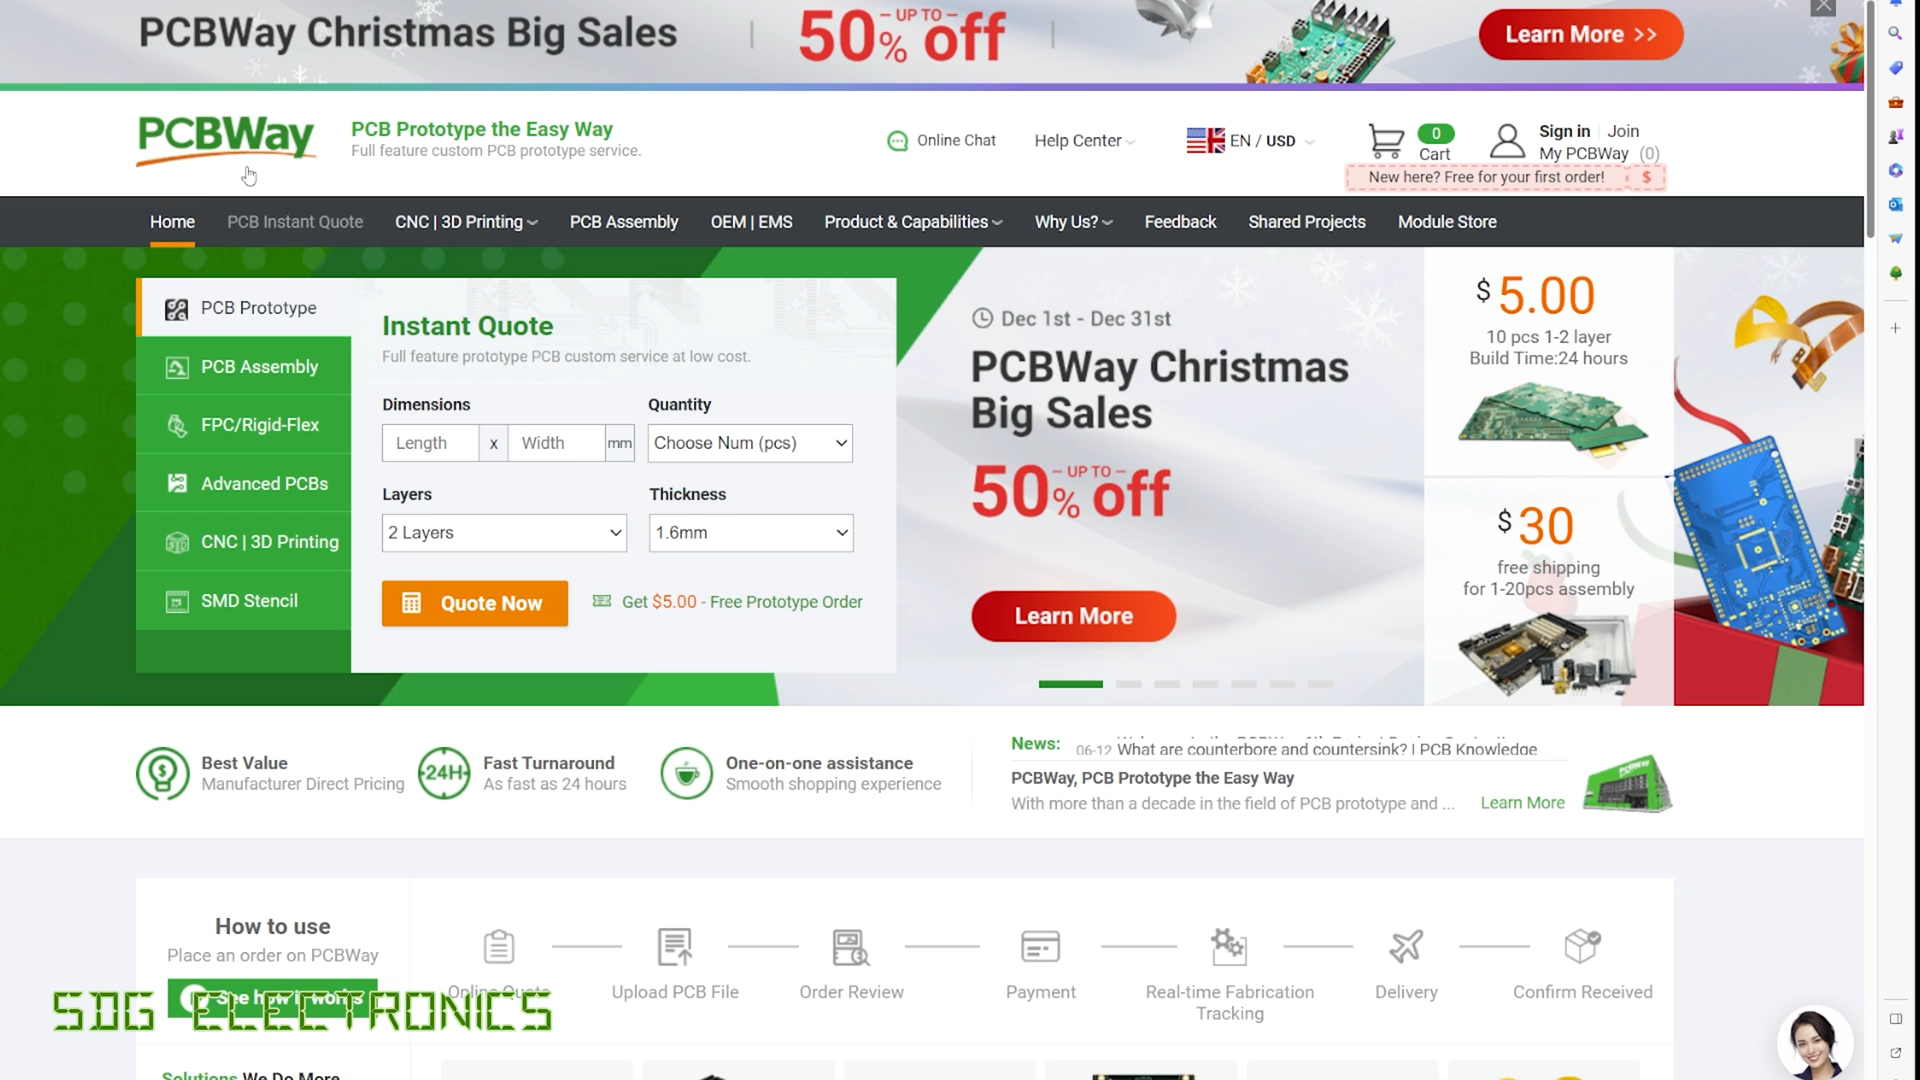 PCBWay Christmas Big Sales
UP TO
50% off
Learn More >>
PCBWay
PCB Prototype the Easy Way
Full feature custom PCB prototype service.
Online Chat
Help Center
EN / USD
0
Cart
Sign in | Join
My PCBWay (0)
New here? Free for your first order! $
Home
PCB Instant Quote
CNC | 3D Printing
PCB Assembly
OEM | EMS
Product & Capabilities
Why Us?
Feedback
Shared Projects
Module Store
PCB Prototype
PCB Assembly
FPC/Rigid-Flex
Advanced PCBs
CNC | 3D Printing
SMD Stencil
Instant Quote
Full feature prototype PCB custom service at low cost.
Dimensions
Quantity
Length x Width mm
Choose Num (pcs)
Layers
Thickness
2 Layers
1.6mm
Quote Now
Get $5.00 - Free Prototype Order
Dec 1st - Dec 31st
PCBWay Christmas
Big Sales
UP TO
50% off
Learn More
$5.00
10 pcs 1-2 layer
Build Time:24 hours
$30
free shipping
for 1-20pcs assembly
Best Value
Manufacturer Direct Pricing
24H
Fast Turnaround
As fast as 24 hours
One-on-one assistance
Smooth shopping experience
News:
06-12 What are counterbore and countersink? | PCB Knowledge
PCBWay, PCB Prototype the Easy Way
With more than a decade in the field of PCB prototype and ...
Learn More
How to use
Place an order on PCBWay
See how it works
Online Quote
Upload PCB File
Order Review
Payment
Real-time Fabrication
Tracking
Delivery
Confirm Received
SDG ELECTRONICS
Solutions We Do More